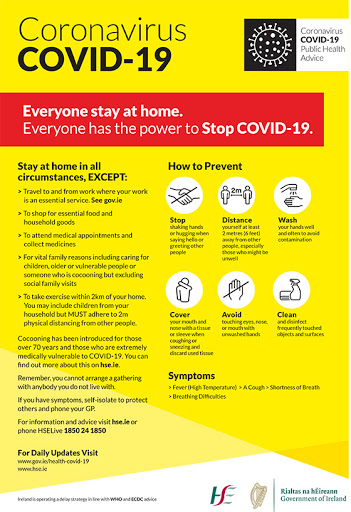 Coronavirus
COVID-19
Coronavirus
COVID-19
Public Health
Advice
Everyone stay at home.
Everyone has the power to Stop COVID-19.
Stay at home in all
circumstances, EXCEPT:
> Travel to and from work where your work
is an essential service. See gov.ie
> To shop for essential food and
household goods
> To attend medical appointments and
collect medicines
> For vital family reasons including caring for
children, older or vulnerable people or
someone who is cocooning but excluding
social family visits
> To take exercise within 2km of your home.
You may include children from your
household but MUST adhere to 2m
physical distancing from other people.
Cocooning has been introduced for those
over 70 years and those who are extremely
medically vulnerable to COVID-19. You can
find out more about this on hse.ie.
Remember, you cannot arrange a gathering
with anybody you do not live with.
If you have symptoms, self-isolate to protect
others and phone your GP.
For information and advice visit hse.ie or
phone HSELive 1850 24 1850
For Daily Updates Visit
www.gov.ie/health-covid-19
www.hse.ie
How to Prevent
2m
Stop
shaking hands
or hugging when
saying hello or
greeting other
people
Distance
yourself at least
2 metres (6 feet)
away from other
people, especially
those who might be
unwell
Wash
your hands well
and often to avoid
contamination
Cover
your mouth and
nose with a tissue
or sleeve when
coughing or
sneezing and
discard used tissue
Avoid
touching eyes, nose,
or mouth with
unwashed hands
Clean
and disinfect
frequently touched
objects and surfaces
Symptoms
> Fever (High Temperature) > A Cough > Shortness of Breath
> Breathing Difficulties
Ireland is operating a delay strategy in line with WHO and ECDC advice
Rialtas na hÉireann
Government of Ireland